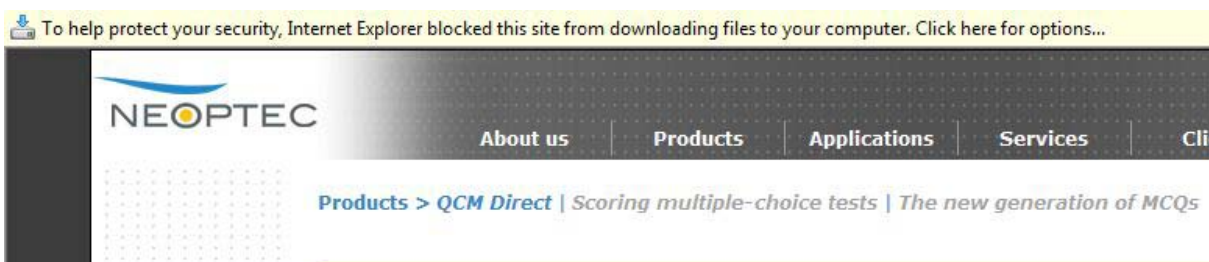 To help protect your security, Internet Explorer blocked this site from downloading files to your computer. Click here for options...
NEOPTEC
About us Products Applications Services Cli
Products > QCM Direct | Scoring multiple-choice tests | The new generation of MCQs